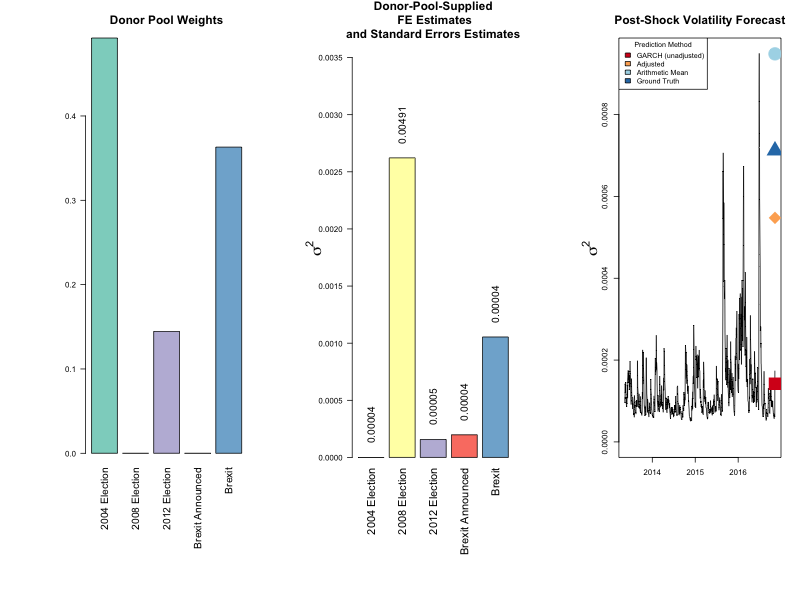 Donor Pool Weights
0.0
0.1
0.2
0.3
0.4
2004 Election
2008 Election
2012 Election
Brexit Announced
Brexit
Donor-Pool-Supplied
FE Estimates
and Standard Errors Estimates
σ²
0.0000
0.0005
0.0010
0.0015
0.0020
0.0025
0.0030
0.0035
0.00004
0.00491
0.00005
0.00004
0.00004
2004 Election
2008 Election
2012 Election
Brexit Announced
Brexit
Post-Shock Volatility Forecast
σ²
0.0000
0.0002
0.0004
0.0006
0.0008
Prediction Method
GARCH (unadjusted)
Adjusted
Arithmetic Mean
Ground Truth
2014
2015
2016